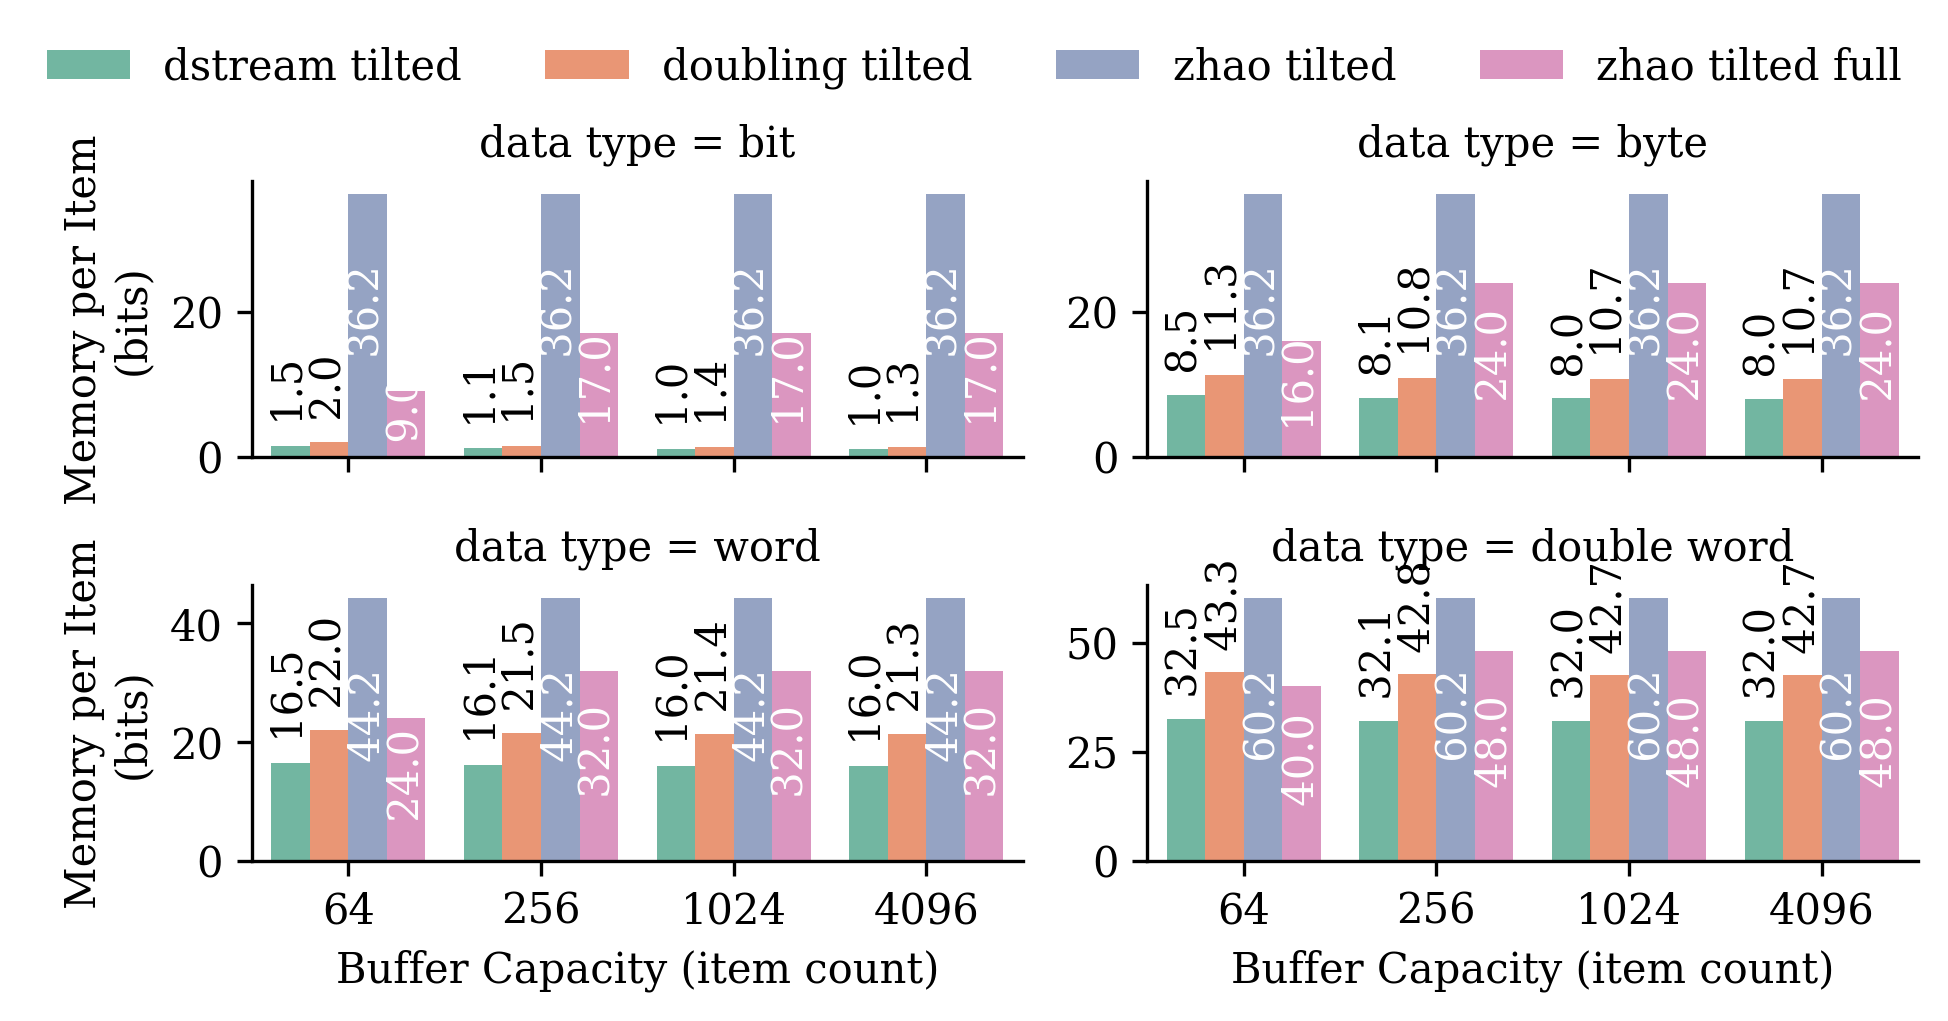 dstream tilted doubling tilted zhao tilted zhao tilted full
data type = bit
Memory per Item
(bits)
20
0
1.5 2.0 36.2 9.0
1.1 1.5 36.2 17.0
1.0 1.4 36.2 17.0
1.0 1.3 36.2 17.0
data type = byte
20
0
8.5 11.3 36.2 16.0
8.1 10.8 36.2 24.0
8.0 10.7 36.2 24.0
8.0 10.7 36.2 24.0
data type = word
Memory per Item
(bits)
40
20
0
16.5 22.0 44.2 24.0
16.1 21.5 44.2 32.0
16.0 21.4 44.2 32.0
16.0 21.3 44.2 32.0
64 256 1024 4096
Buffer Capacity (item count)
data type = double word
50
25
0
32.5 43.3 60.2 40.0
32.1 42.8 60.2 48.0
32.0 42.7 60.2 48.0
32.0 42.7 60.2 48.0
64 256 1024 4096
Buffer Capacity (item count)